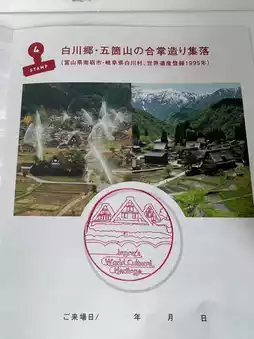 4
STAMP
白川郷・五箇山の合掌造り集落
(富山県南砺市・岐阜県白川村、世界遺産登録1995年)
Japan's
World Cultural
Heritage
ご来場日/ 年 月 日